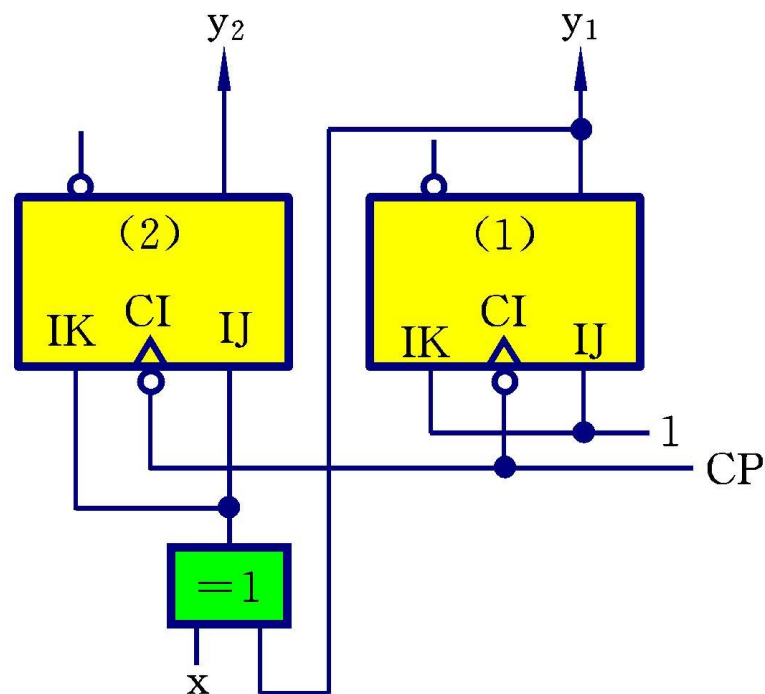 y₂ y₁
(2) (1)
IK CI IJ IK CI IJ
1
CP
=1
x